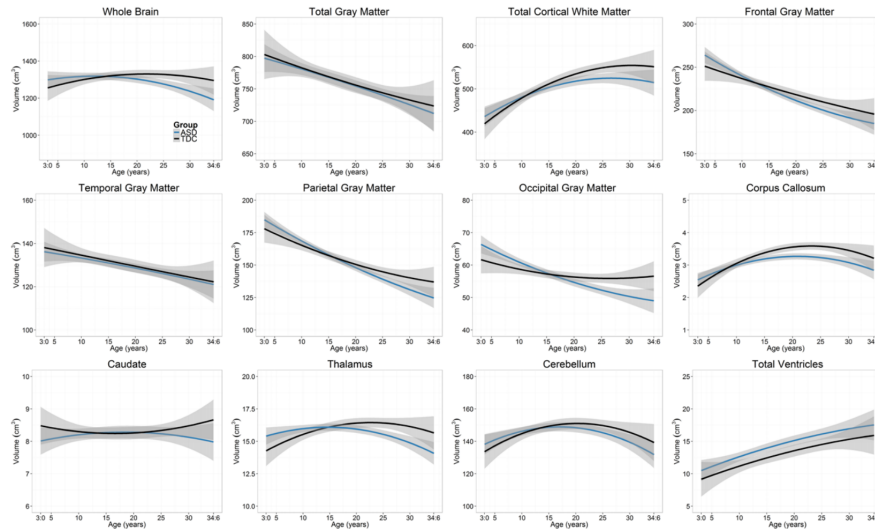 Whole Brain
1600
1400
1200
1000
Volume (cm³)
Group
ASD
TDC
3:0 5 10 15 20 25 30 34:6
Age (years)
Total Gray Matter
850
800
750
700
650
Volume (cm³)
3:0 5 10 15 20 25 30 34:6
Age (years)
Total Cortical White Matter
600
500
400
Volume (cm³)
3:0 5 10 15 20 25 30 34:6
Age (years)
Frontal Gray Matter
300
250
200
150
Volume (cm³)
3:0 5 10 15 20 25 30 34:6
Age (years)
Temporal Gray Matter
160
140
120
100
Volume (cm³)
3:0 5 10 15 20 25 30 34:6
Age (years)
Parietal Gray Matter
200
175
150
125
100
Volume (cm³)
3:0 5 10 15 20 25 30 34:6
Age (years)
Occipital Gray Matter
80
70
60
50
40
Volume (cm³)
3:0 5 10 15 20 25 30 34:6
Age (years)
Corpus Callosum
5
4
3
2
1
Volume (cm³)
3:0 5 10 15 20 25 30 34:6
Age (years)
Caudate
10
9
8
7
6
Volume (cm³)
3:0 5 10 15 20 25 30 34:6
Age (years)
Thalamus
20.0
17.5
15.0
12.5
10.0
Volume (cm³)
3:0 5 10 15 20 25 30 34:6
Age (years)
Cerebellum
200
180
160
140
120
100
Volume (cm³)
3:0 5 10 15 20 25 30 34:6
Age (years)
Total Ventricles
25
20
15
10
5
Volume (cm³)
3:0 5 10 15 20 25 30 34:6
Age (years)